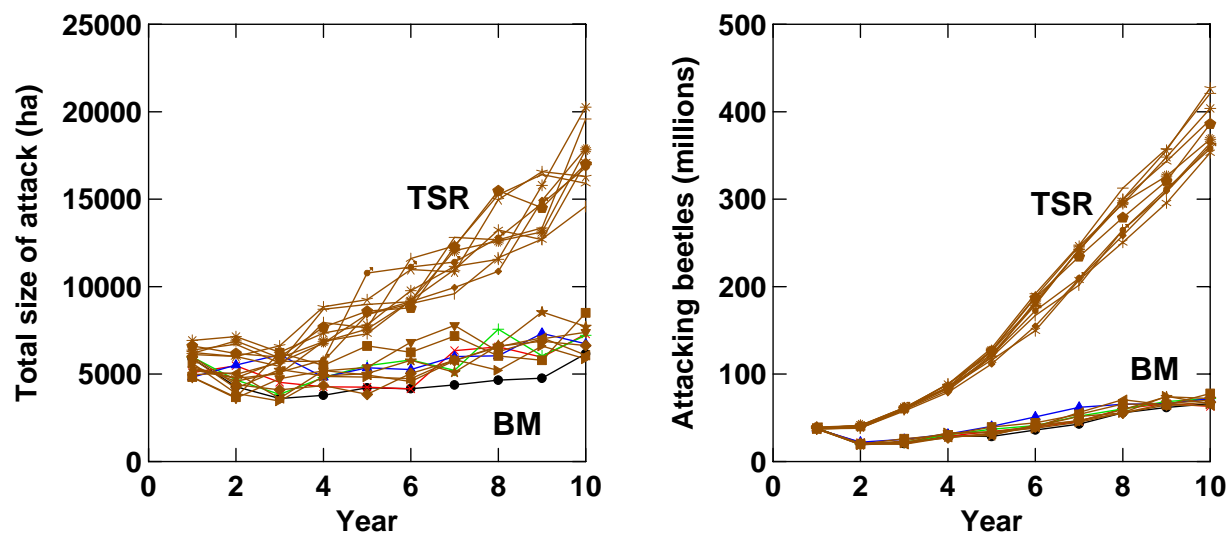 Total size of attack (ha)
25000
20000
15000
10000
5000
0
0 2 4 6 8 10
Year
TSR
BM
Attacking beetles (millions)
500
400
300
200
100
0
0 2 4 6 8 10
Year
TSR
BM